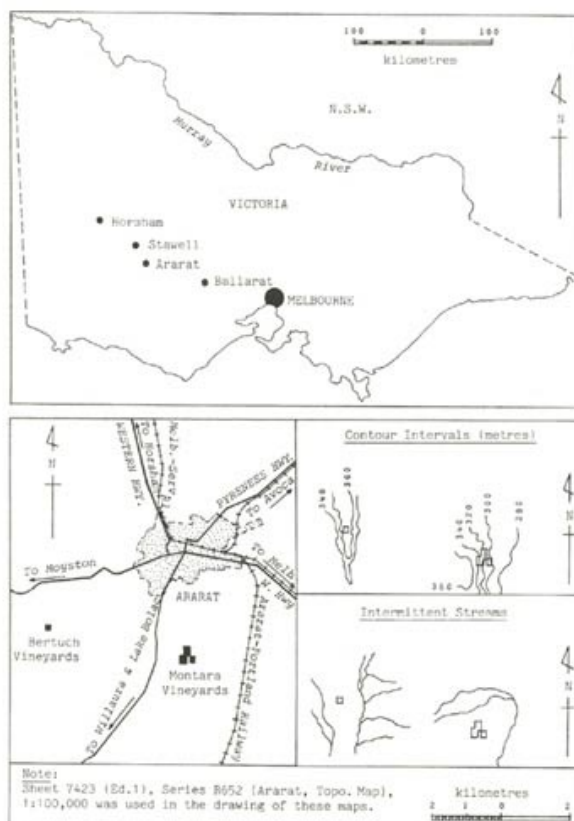 100 0 100
kilometres
N.S.W.
N
Murray
River
VICTORIA
Horsham
Stawell
Ararat
Ballarat
MELBOURNE
N
To Horsham
WESTERN HWY.
PYRENEES HWY.
To Avoca
To Moyston
ARARAT
To Melb.
W. Hwy
Bertuch
Vineyards
Montara
Vineyards
To Willaura & Lake Bolac
Ararat-Portland Railway
Contour Intervals (metres)
N
340
360
340
320
300
280
360
Intermittent Streams
N
Note:
Sheet 7423 (Ed.1), Series R652 (Ararat, Topo. Map),
1:100,000 was used in the drawing of these maps.
kilometres
2 0 2